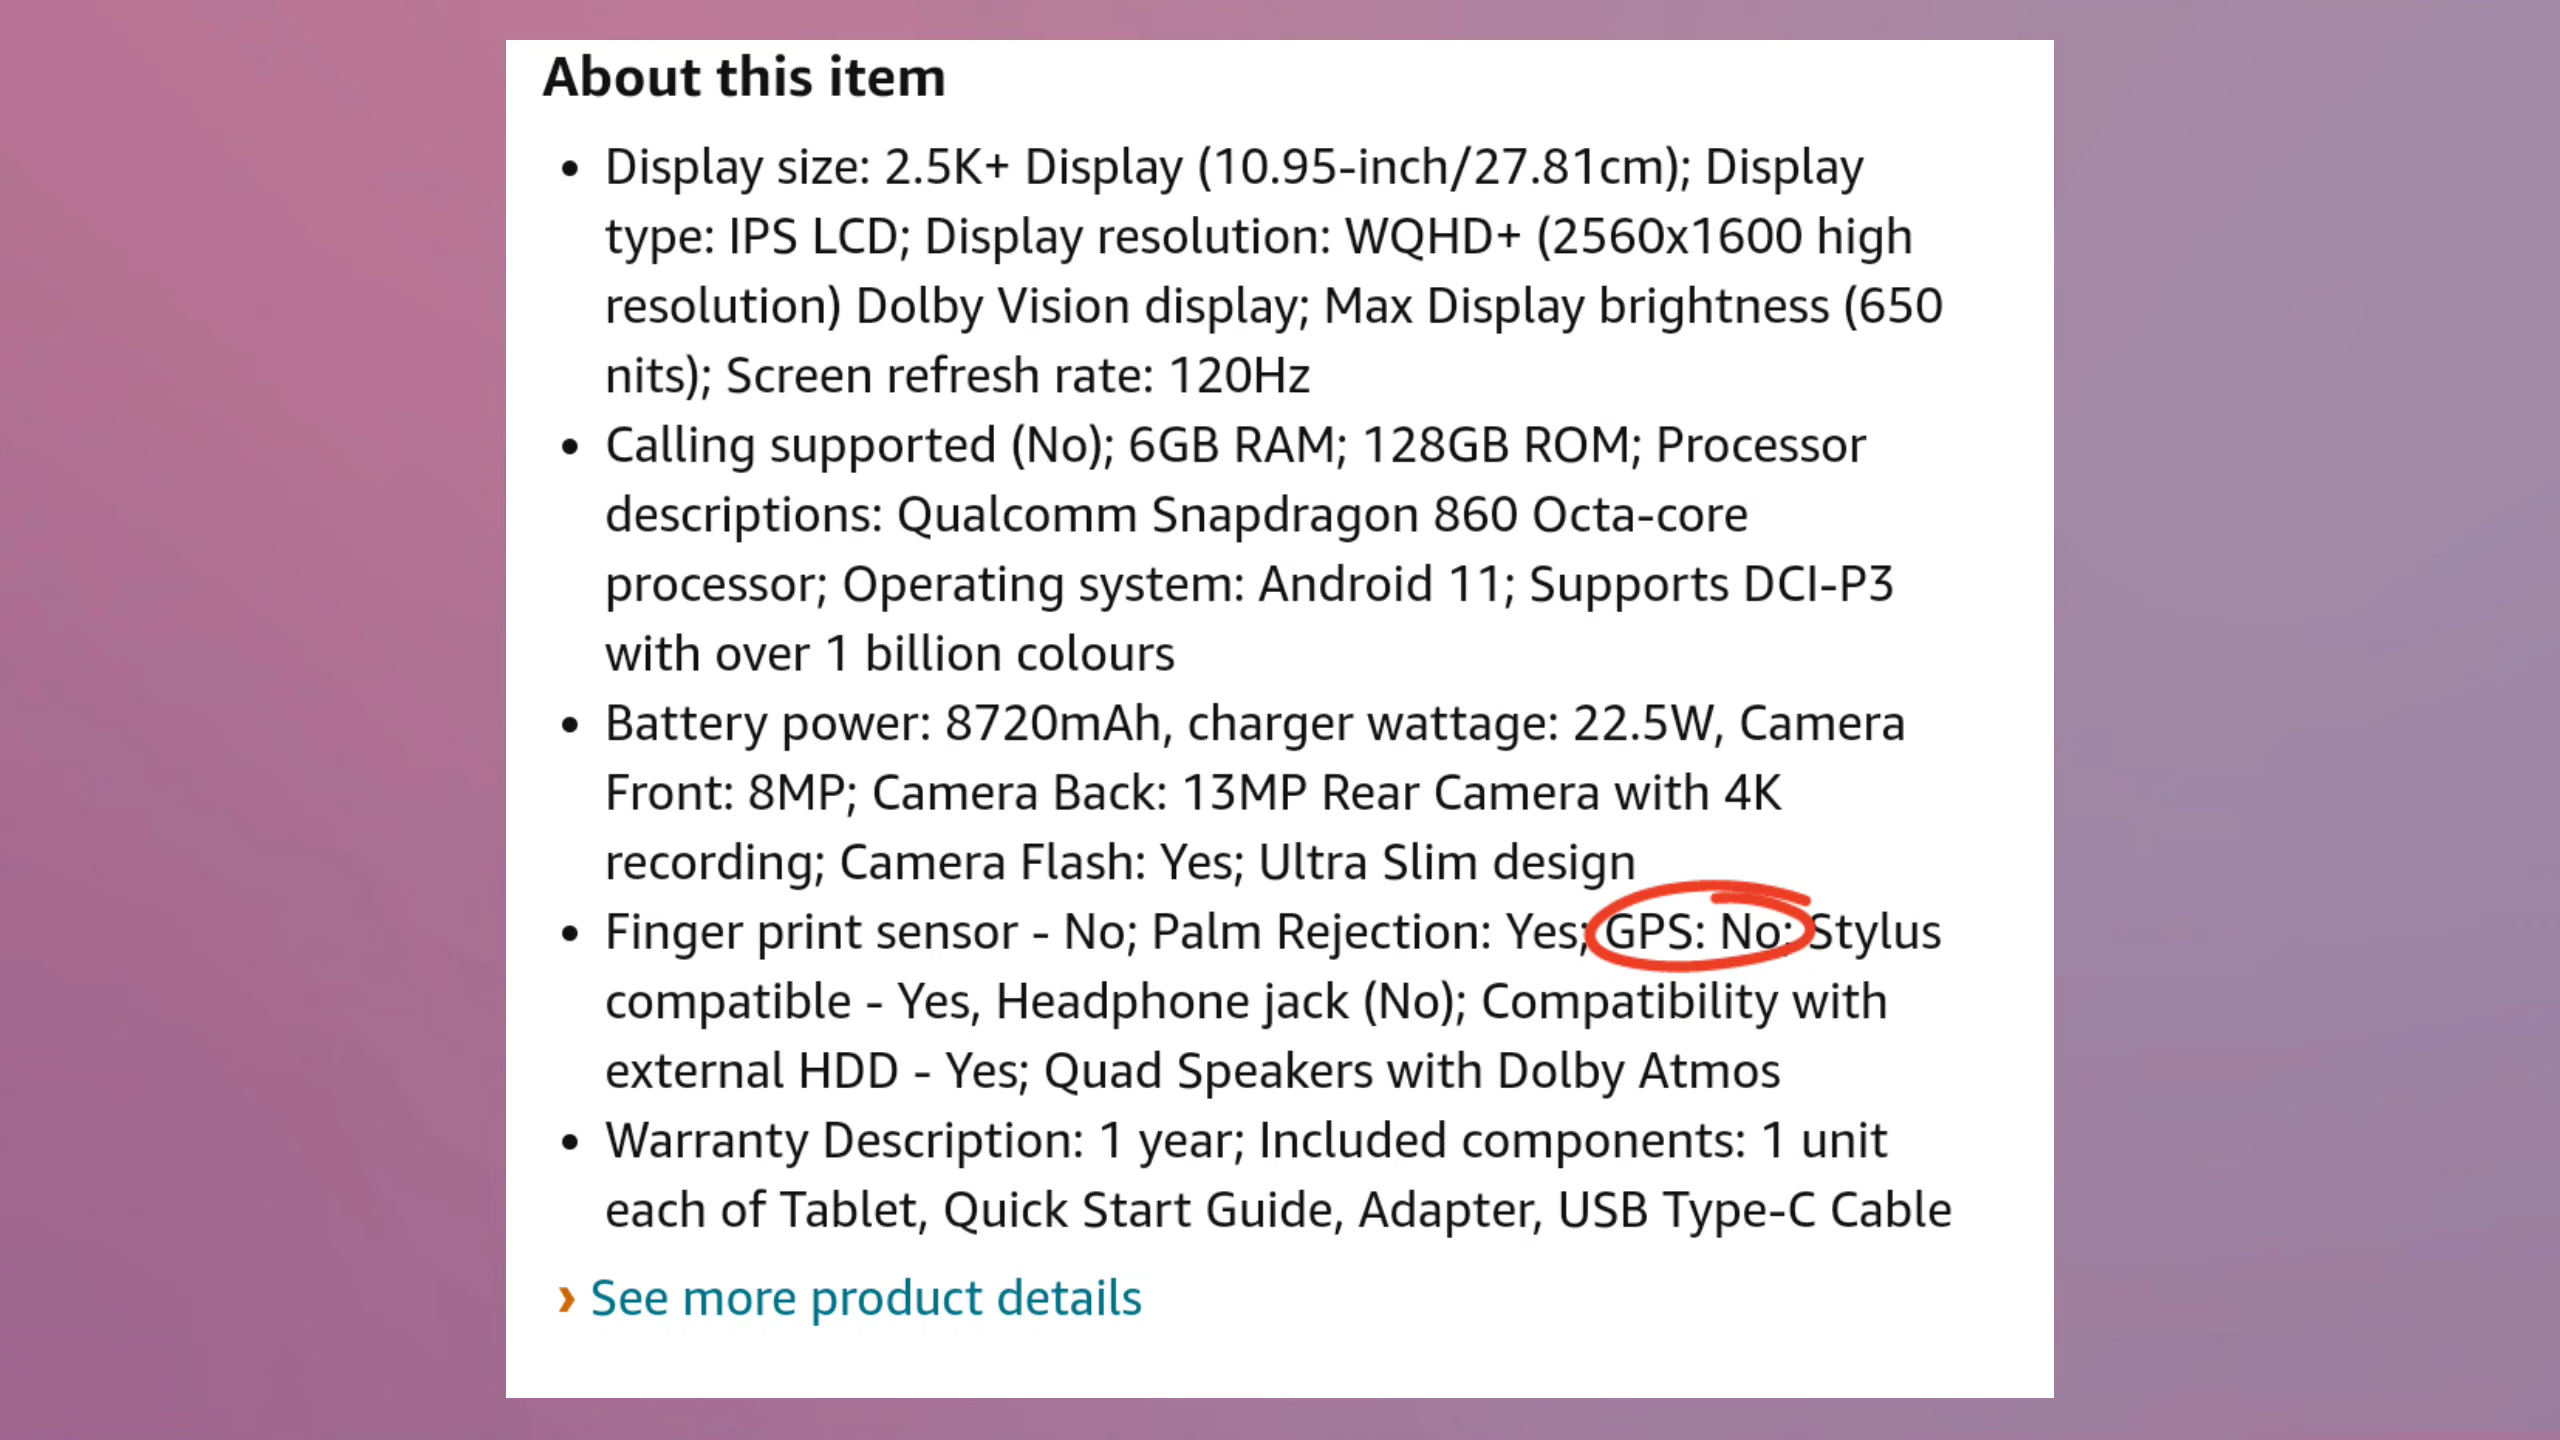 About this item
• Display size: 2.5K+ Display (10.95-inch/27.81cm); Display
type: IPS LCD; Display resolution: WQHD+ (2560x1600 high
resolution) Dolby Vision display; Max Display brightness (650
nits); Screen refresh rate: 120Hz
• Calling supported (No); 6GB RAM; 128GB ROM; Processor
descriptions: Qualcomm Snapdragon 860 Octa-core
processor; Operating system: Android 11; Supports DCI-P3
with over 1 billion colours
• Battery power: 8720mAh, charger wattage: 22.5W, Camera
Front: 8MP; Camera Back: 13MP Rear Camera with 4K
recording; Camera Flash: Yes; Ultra Slim design
• Finger print sensor - No; Palm Rejection: Yes; GPS: No; Stylus
compatible - Yes, Headphone jack (No); Compatibility with
external HDD - Yes; Quad Speakers with Dolby Atmos
• Warranty Description: 1 year; Included components: 1 unit
each of Tablet, Quick Start Guide, Adapter, USB Type-C Cable
› See more product details